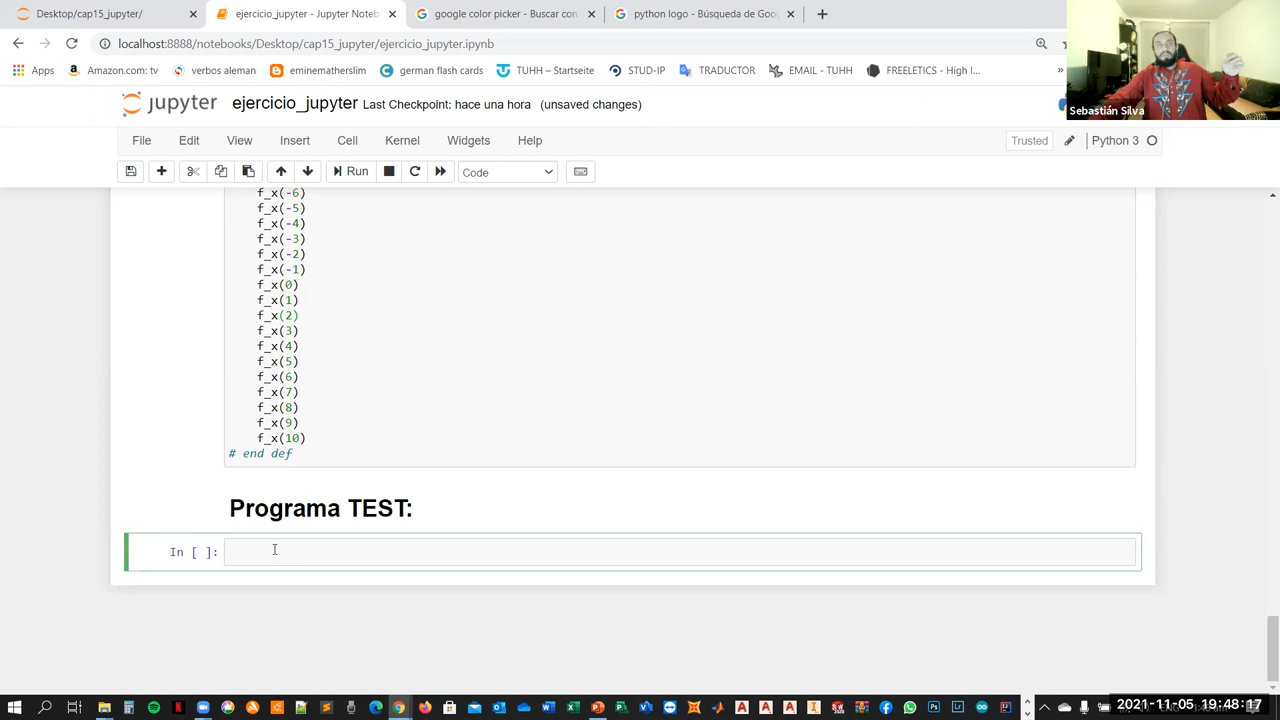 Desktop/cap15_jupyter/
ejercicio_jupyter - Jupyter Noteb
google color picker - Buscar con
python logo - Búsqueda de Goo
localhost:8888/notebooks/Desktop/cap15_jupyter/ejercicio_jupyter.ipynb
Apps
Amazon.com: tv
verbos aleman
eminematherslim
german flash cards
TUHH – Startseite
STUD-IP
TRADUCTOR
EMAIL - TUHH
FREELETICS - High I...
»
Sebastián Silva
jupyter
ejercicio_jupyter Last Checkpoint: hace una hora (unsaved changes)
File Edit View Insert Cell Kernel Widgets Help
Trusted
Python 3
Run
Code
f_x(-6)
f_x(-5)
f_x(-4)
f_x(-3)
f_x(-2)
f_x(-1)
f_x(0)
f_x(1)
f_x(2)
f_x(3)
f_x(4)
f_x(5)
f_x(6)
f_x(7)
f_x(8)
f_x(9)
f_x(10)
# end def
Programa TEST:
In [ ]:
2021-11-05 19:48:17